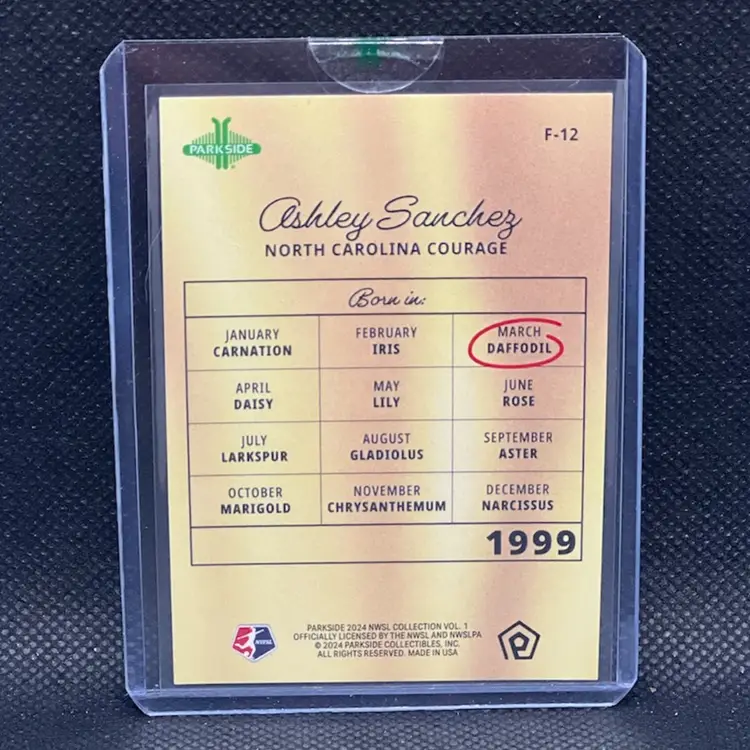 PARKSIDE
F-12
Ashley Sanchez
NORTH CAROLINA COURAGE
Born in:
JANUARY
CARNATION
FEBRUARY
IRIS
MARCH
DAFFODIL
APRIL
DAISY
MAY
LILY
JUNE
ROSE
JULY
LARKSPUR
AUGUST
GLADIOLUS
SEPTEMBER
ASTER
OCTOBER
MARIGOLD
NOVEMBER
CHRYSANTHEMUM
DECEMBER
NARCISSUS
1999
NWSL
PARKSIDE 2024 NWSL COLLECTION VOL. 1
OFFICIALLY LICENSED BY THE NWSL AND NWSLPA
© 2024 PARKSIDE COLLECTIBLES, INC.
ALL RIGHTS RESERVED. MADE IN USA
P